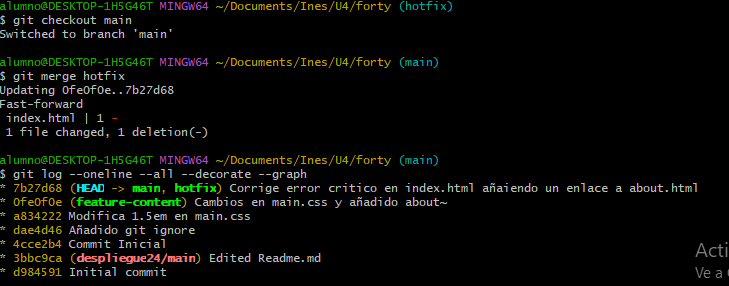 alumno@DESKTOP-1H5G46T MINGW64 ~/Documents/Ines/U4/forty (hotfix)
$ git checkout main
Switched to branch 'main'
alumno@DESKTOP-1H5G46T MINGW64 ~/Documents/Ines/U4/forty (main)
$ git merge hotfix
Updating 0fe0f0e..7b27d68
Fast-forward
 index.html | 1 -
 1 file changed, 1 deletion(-)
alumno@DESKTOP-1H5G46T MINGW64 ~/Documents/Ines/U4/forty (main)
$ git log --oneline --all --decorate --graph
* 7b27d68 (HEAD -> main, hotfix) Corrige error critico en index.html añaiendo un enlace a about.html
* 0fe0f0e (feature-content) Cambios en main.css y añadido about~
* a834222 Modifica 1.5em en main.css
* dae4d46 Añadido git ignore
* 4cce2b4 Commit Inicial
* 3bbc9ca (despliegue24/main) Edited Readme.md
* d984591 Initial commit
Acti
Ve a